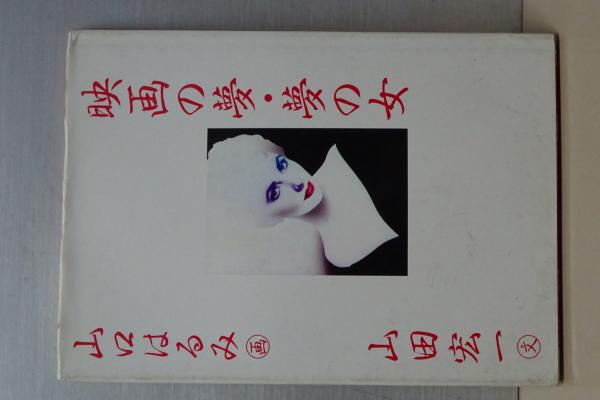 映画の夢・夢の女
山口はるみ画
山田宏一文